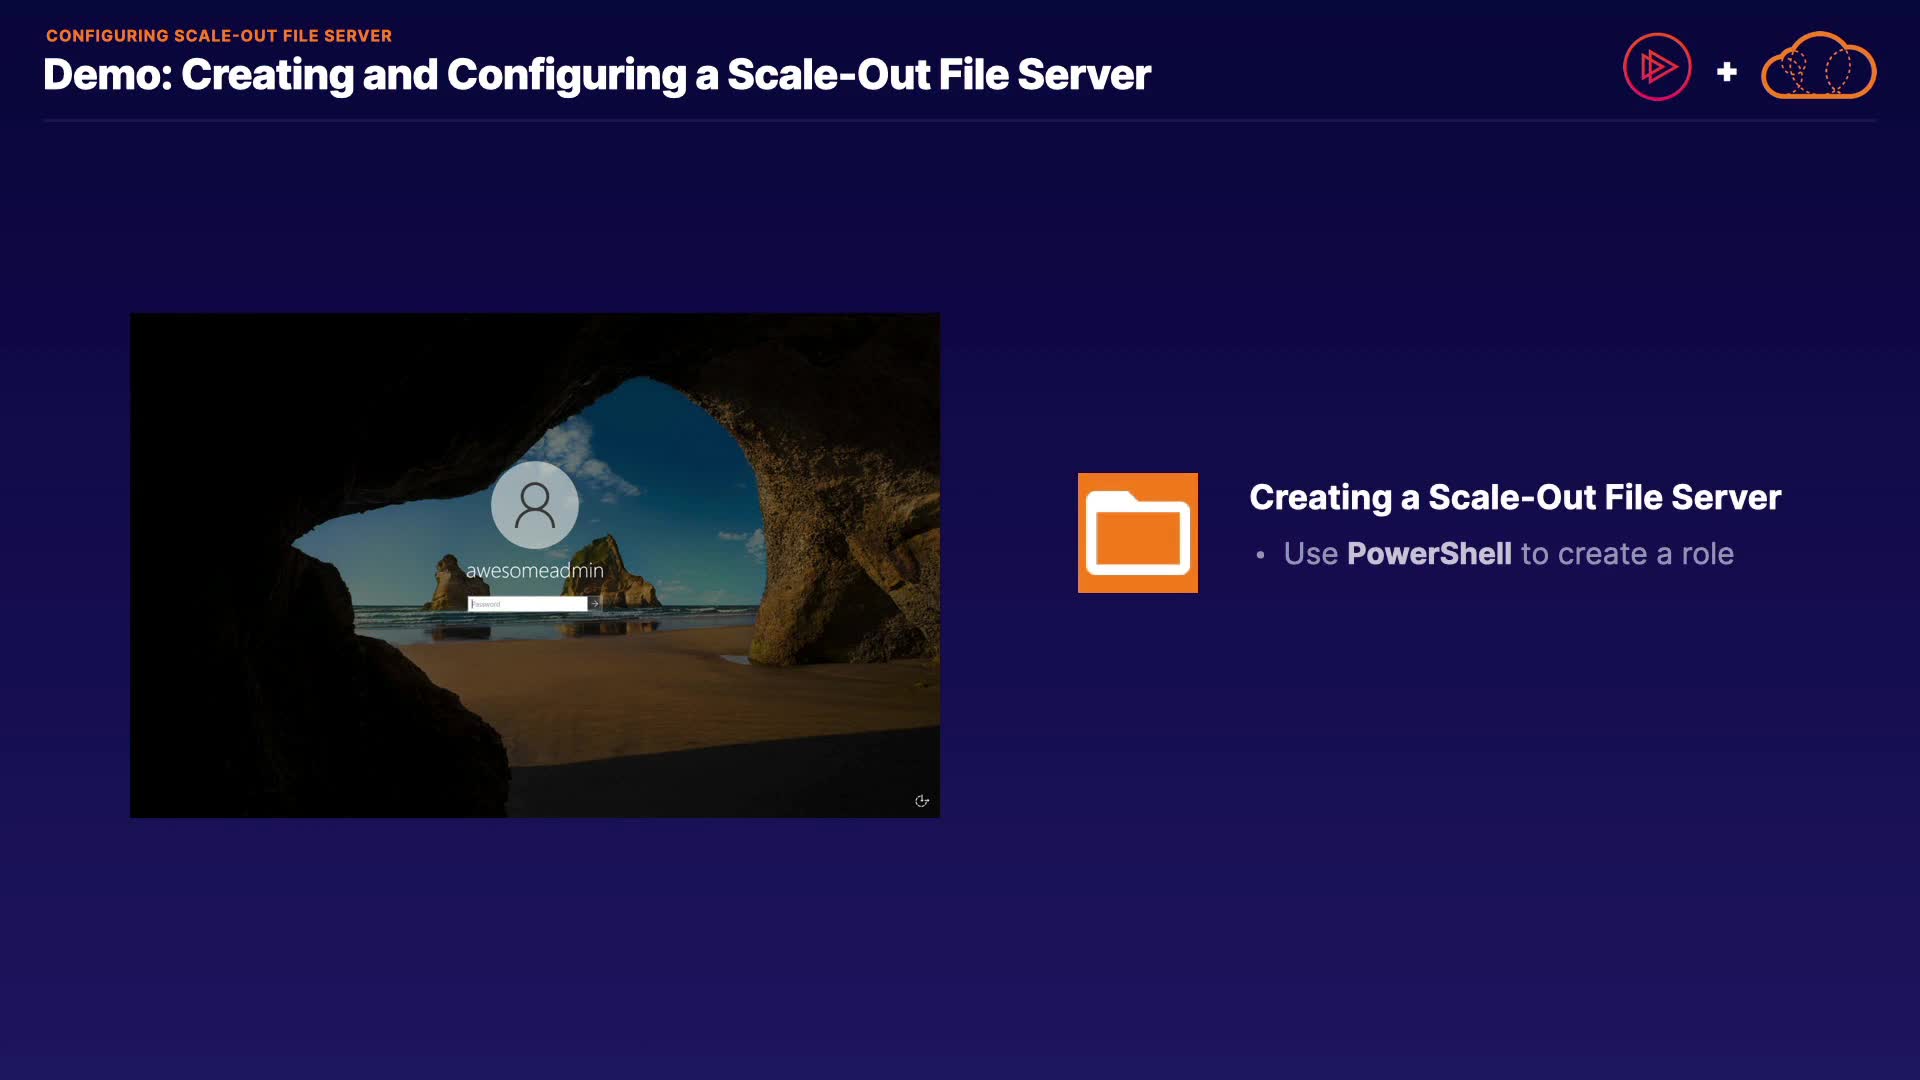 CONFIGURING SCALE-OUT FILE SERVER
Demo: Creating and Configuring a Scale-Out File Server
awesomeadmin
Password
Creating a Scale-Out File Server
• Use PowerShell to create a role